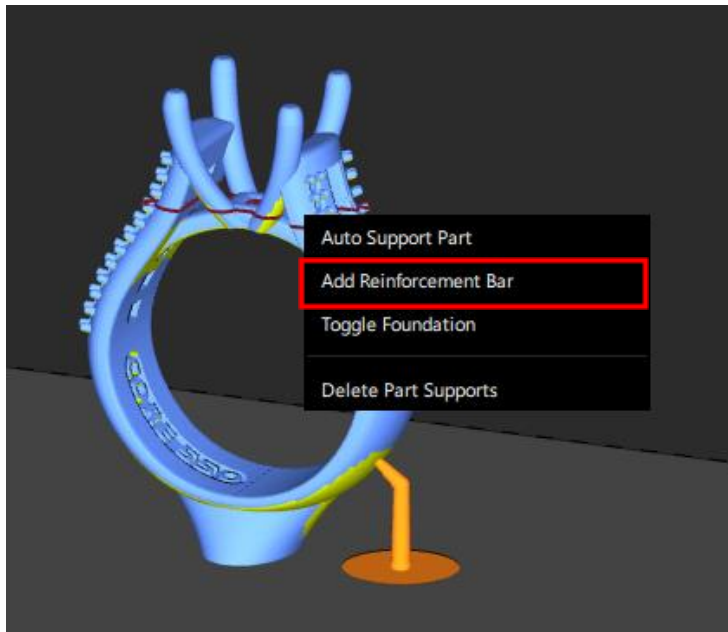 Auto Support Part
Add Reinforcement Bar
Toggle Foundation
Delete Part Supports